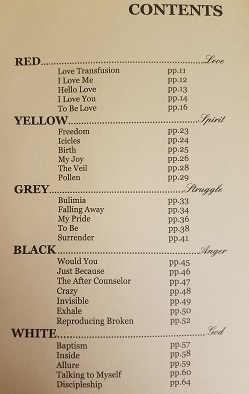 CONTENTS
RED..................................................Love
Love Transfusion pp.11
I Love Me pp.12
Hello Love pp.13
I Love You pp.14
To Be Love pp.16
YELLOW.............................................Spirit
Freedom pp.23
Icicles pp.24
Birth pp.25
My Joy pp.26
The Veil pp.28
Pollen pp.29
GREY.............................................Struggle
Bulimia pp.33
Falling Away pp.34
My Pride pp.36
To Be pp.38
Surrender pp.41
BLACK.............................................Anger
Would You pp.45
Just Because pp.46
The After Counselor pp.47
Crazy pp.48
Invisible pp.49
Exhale pp.50
Reproducing Broken pp.52
WHITE.............................................God
Baptism pp.57
Inside pp.58
Allure pp.59
Talking to Myself pp.60
Discipleship pp.64